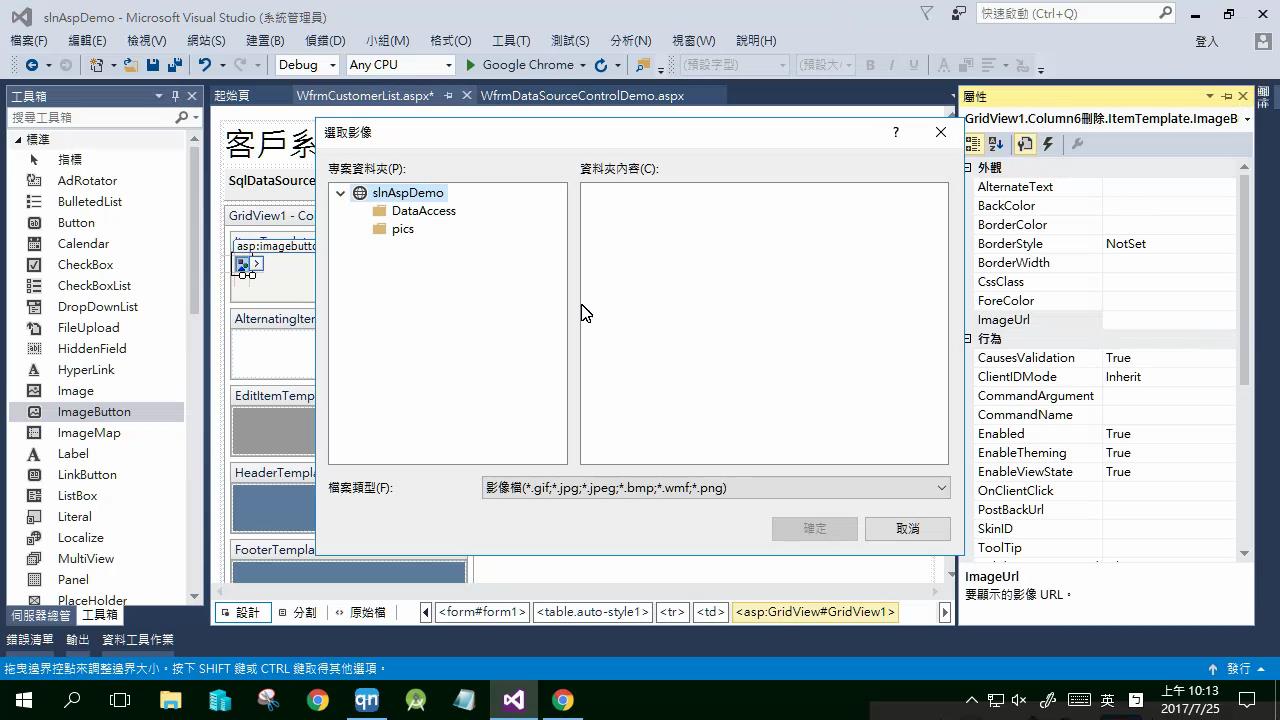 slnAspDemo - Microsoft Visual Studio (系統管理員)
快速啟動 (Ctrl+Q)
檔案(F) 編輯(E) 檢視(V) 網站(S) 建置(B) 偵錯(D) 小組(M) 格式(O) 工具(T) 測試(S) 分析(N) 視窗(W) 說明(H)
登入
Debug Any CPU Google Chrome (預設字型) (預設大
工具箱
搜尋工具箱
標準
指標
AdRotator
BulletedList
Button
Calendar
CheckBox
CheckBoxList
DropDownList
FileUpload
HiddenField
HyperLink
Image
ImageButton
ImageMap
Label
LinkButton
ListBox
Literal
Localize
MultiView
Panel
PlaceHolder
伺服器總管 工具箱
起始頁 WfrmCustomerList.aspx* WfrmDataSourceControlDemo.aspx
客戶系
SqlDataSource
GridView1 - Co
asp:imagebutto
AlternatingIter
EditItemTemp
HeaderTempla
FooterTempla
選取影像
?
專案資料夾(P):
slnAspDemo
DataAccess
pics
資料夾內容(C):
檔案類型(F):
影像檔(*.gif;*.jpg;*.jpeg;*.bmp;*.wmf;*.png)
確定 取消
設計 分割 原始檔
<form#form1> <table.auto-style1> <tr> <td> <asp:GridView#GridView1>
屬性
GridView1.Column6刪除.ItemTemplate.ImageB
外觀
AlternateText
BackColor
BorderColor
BorderStyle NotSet
BorderWidth
CssClass
ForeColor
ImageUrl
行為
CausesValidation True
ClientIDMode Inherit
CommandArgument
CommandName
Enabled True
EnableTheming True
EnableViewState True
OnClientClick
PostBackUrl
SkinID
ToolTip
ImageUrl
要顯示的影像 URL。
錯誤清單 輸出 資料工具作業
拖曳邊界控點來調整邊界大小。按下 SHIFT 鍵或 CTRL 鍵取得其他選項。
發行
qn
英
上午 10:13
2017/7/25